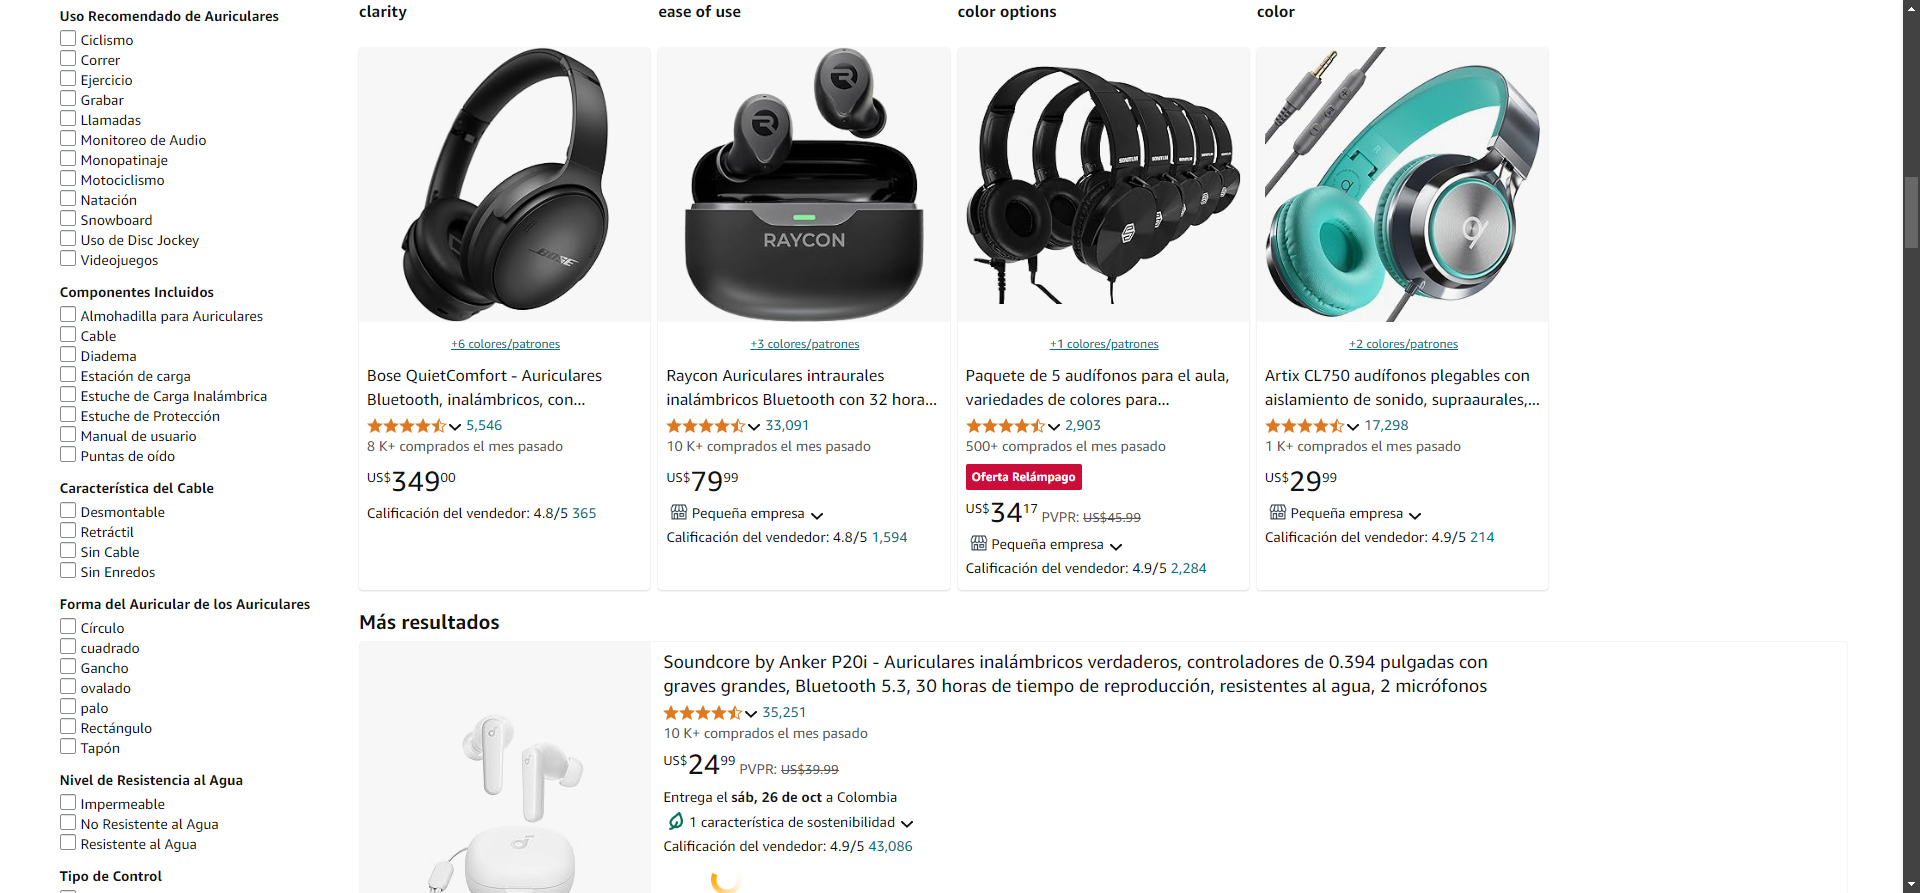 Uso Recomendado de Auriculares
Ciclismo
Correr
Ejercicio
Grabar
Llamadas
Monitoreo de Audio
Monopatinaje
Motociclismo
Natación
Snowboard
Uso de Disc Jockey
Videojuegos
Componentes Incluidos
Almohadilla para Auriculares
Cable
Diadema
Estación de carga
Estuche de Carga Inalámbrica
Estuche de Protección
Manual de usuario
Puntas de oído
Característica del Cable
Desmontable
Retráctil
Sin Cable
Sin Enredos
Forma del Auricular de los Auriculares
Círculo
cuadrado
Gancho
ovalado
palo
Rectángulo
Tapón
Nivel de Resistencia al Agua
Impermeable
No Resistente al Agua
Resistente al Agua
Tipo de Control
clarity
BOSE
+6 colores/patrones
Bose QuietComfort - Auriculares
Bluetooth, inalámbricos, con...
5,546
8 K+ comprados el mes pasado
US$34900
Calificación del vendedor: 4.8/5 365
ease of use
RAYCON
+3 colores/patrones
Raycon Auriculares intraurales
inalámbricos Bluetooth con 32 hora...
33,091
10 K+ comprados el mes pasado
US$7999
Pequeña empresa
Calificación del vendedor: 4.8/5 1,594
color options
+1 colores/patrones
Paquete de 5 audífonos para el aula,
variedades de colores para...
2,903
500+ comprados el mes pasado
Oferta Relámpago
US$3417 PVPR: US$45.99
Pequeña empresa
Calificación del vendedor: 4.9/5 2,284
color
+2 colores/patrones
Artix CL750 audífonos plegables con
aislamiento de sonido, supraaurales,...
17,298
1 K+ comprados el mes pasado
US$2999
Pequeña empresa
Calificación del vendedor: 4.9/5 214
Más resultados
Soundcore by Anker P20i - Auriculares inalámbricos verdaderos, controladores de 0.394 pulgadas con
graves grandes, Bluetooth 5.3, 30 horas de tiempo de reproducción, resistentes al agua, 2 micrófonos
35,251
10 K+ comprados el mes pasado
US$2499 PVPR: US$39.99
Entrega el sáb, 26 de oct a Colombia
1 característica de sostenibilidad
Calificación del vendedor: 4.9/5 43,086